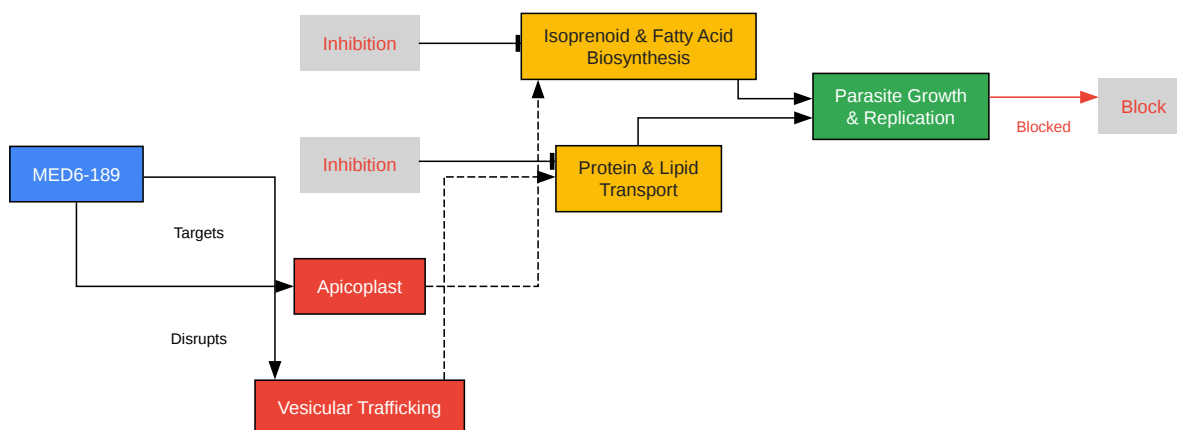 Inhibition
Isoprenoid & Fatty Acid
Biosynthesis
Parasite Growth
& Replication
Blocked
Block
Inhibition
Protein & Lipid
Transport
MED6-189
Targets
Apicoplast
Disrupts
Vesicular Trafficking